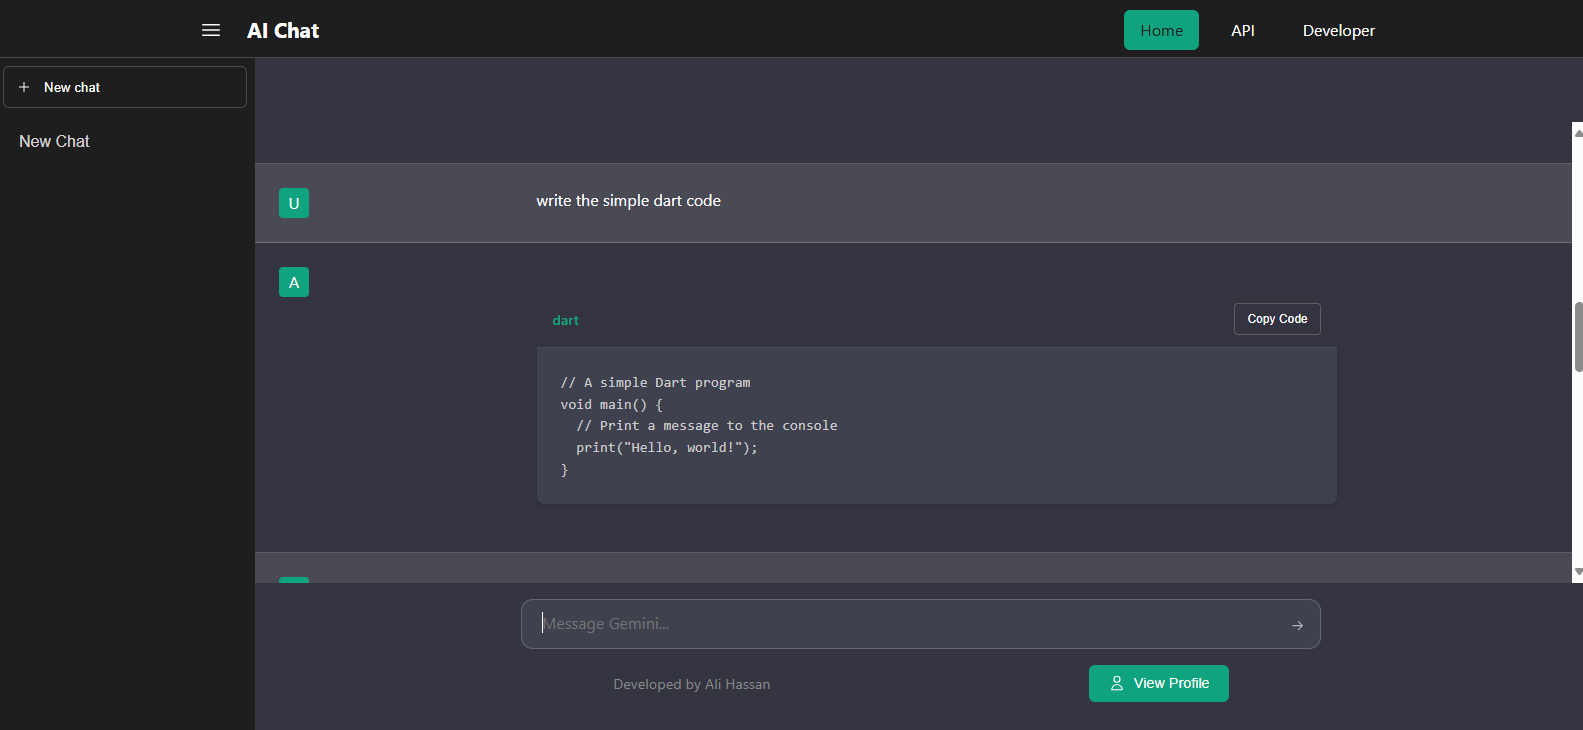 AI Chat
Home
API
Developer
+ New chat
New Chat
U
write the simple dart code
A
dart
Copy Code
// A simple Dart program
void main() {
  // Print a message to the console
  print("Hello, world!");
}
Message Gemini...
Developed by Ali Hassan
View Profile